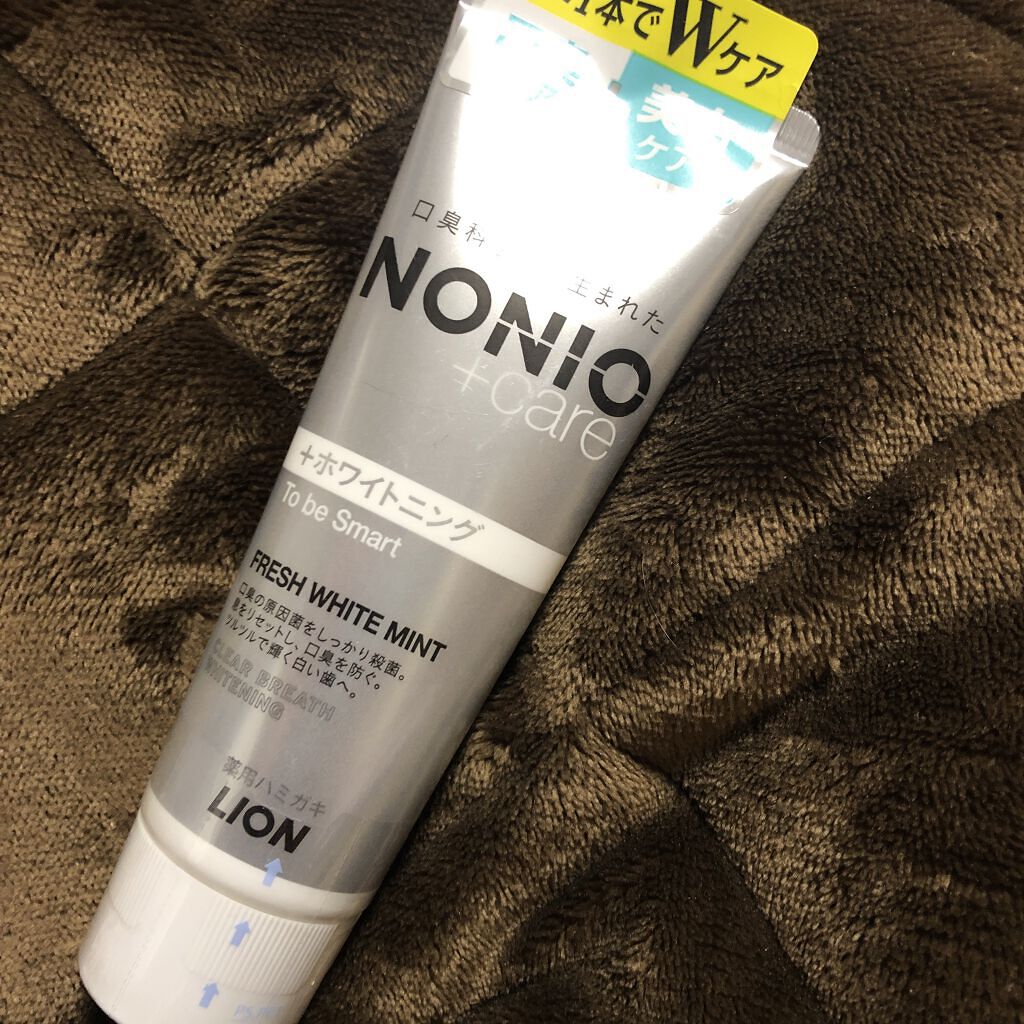 1本でWケア
ケア
口臭科
生まれた
NONIO
+care
+ホワイトニング
To be Smart
FRESH WHITE MINT
口臭の原因菌をしっかり殺菌。
息をリセットし、口臭を防ぐ。
ツルツルで輝く白い歯へ。
CLEAR BREATH
WHITENING
薬用ハミガキ
LION